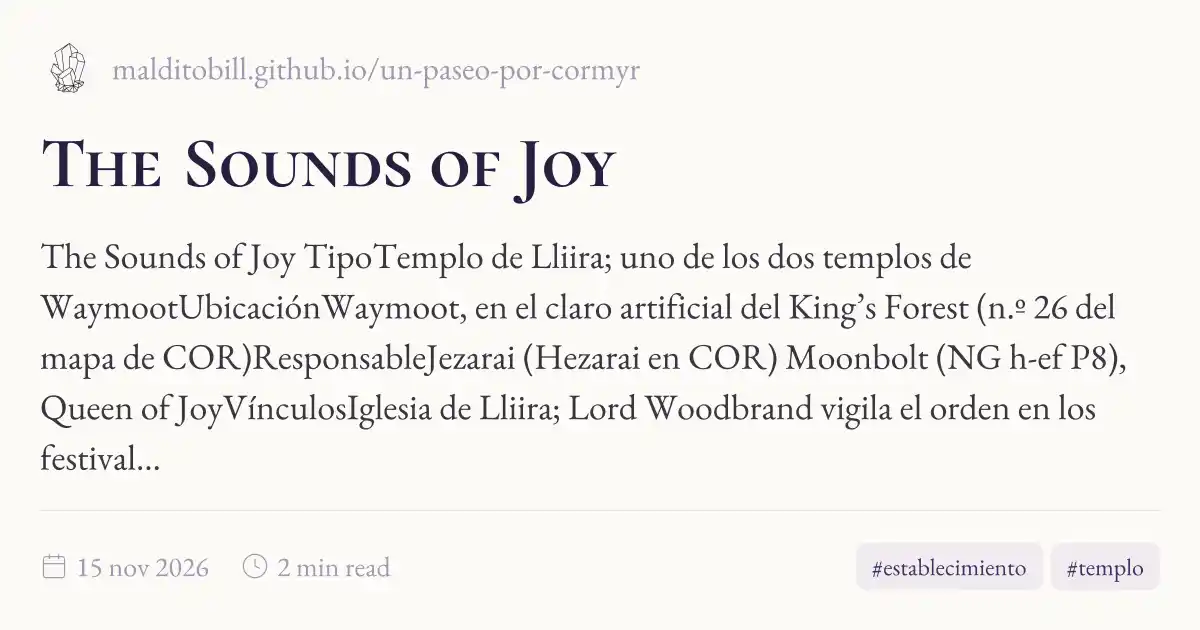 malditobill.github.io/un-paseo-por-cormyr
The Sounds of Joy
The Sounds of Joy TipoTemplo de Lliira; uno de los dos templos de
WaymootUbicaciónWaymoot, en el claro artificial del King’s Forest (n.º 26 del
mapa de COR)ResponsableJezarai (Hezarai en COR) Moonbolt (NG h-ef P8),
Queen of JoyVínculosIglesia de Lliira; Lord Woodbrand vigila el orden en los
festival...
15 nov 2026
2 min read
#establecimiento
#templo